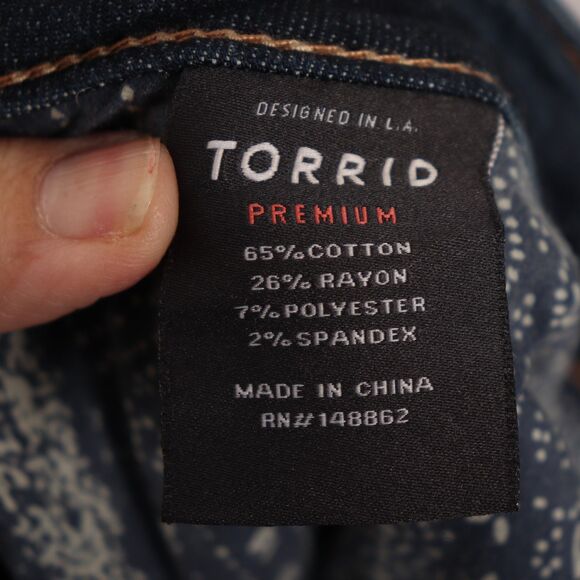 DESIGNED IN L.A.
TORRID
PREMIUM
65% COTTON
26% RAYON
7% POLYESTER
2% SPANDEX
MADE IN CHINA
RN# 148862